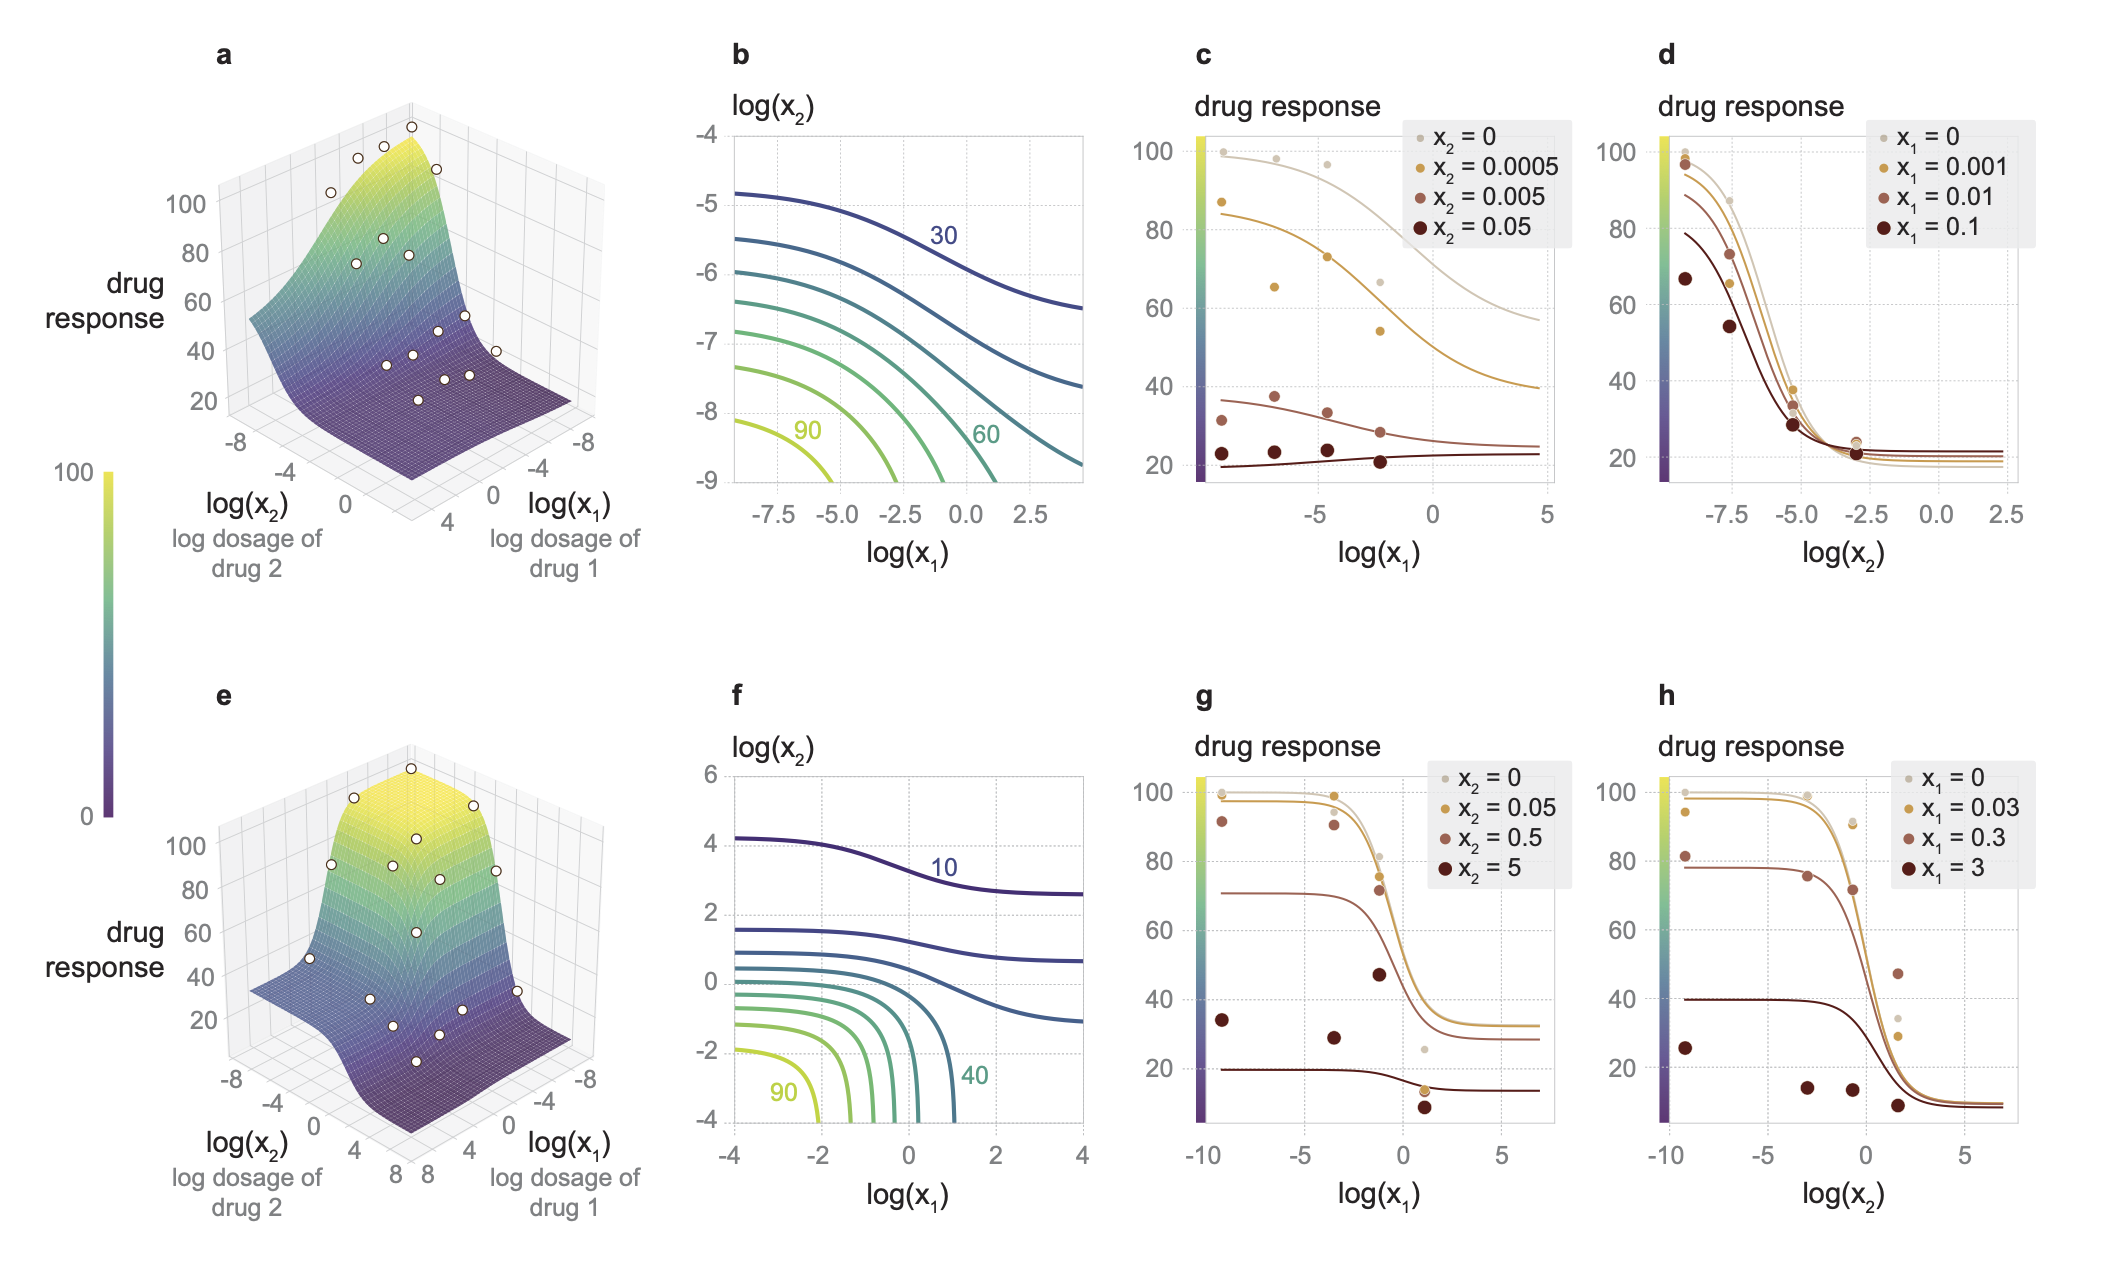 a
100
80
60
40
20
drug
response
-8
-4
0
4
0
-4
-8
log(x2)
log dosage of
drug 2
log(x1)
log dosage of
drug 1
100
0
b
log(x2)
-4
-5
-6
-7
-8
-9
30
60
90
-7.5 -5.0 -2.5 0.0 2.5
log(x1)
c
drug response
x2 = 0
x2 = 0.0005
x2 = 0.005
x2 = 0.05
100
80
60
40
20
-5 0 5
log(x1)
d
drug response
x1 = 0
x1 = 0.001
x1 = 0.01
x1 = 0.1
100
80
60
40
20
-7.5 -5.0 -2.5 0.0 2.5
log(x2)
e
100
80
60
40
20
drug
response
-8
-4
0
4
8
8
4
0
-4
-8
log(x2)
log dosage of
drug 2
log(x1)
log dosage of
drug 1
f
log(x2)
6
4
2
0
-2
-4
10
40
90
-4 -2 0 2 4
log(x1)
g
drug response
x2 = 0
x2 = 0.05
x2 = 0.5
x2 = 5
100
80
60
40
20
-10 -5 0 5
log(x1)
h
drug response
x1 = 0
x1 = 0.03
x1 = 0.3
x1 = 3
100
80
60
40
20
-10 -5 0 5
log(x2)